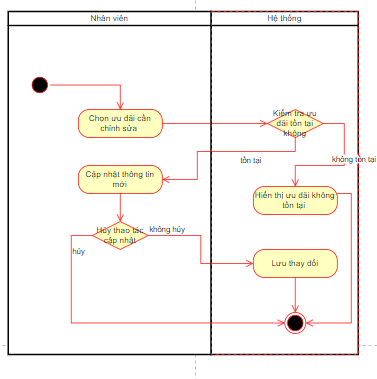 Nhân viên
Hệ thống
Chọn ưu đãi cần
chỉnh sửa
Kiểm tra ưu
đãi tồn tại
không
tồn tại
không tồn tại
Cập nhật thông tin
mới
Hiển thị ưu đãi không
tồn tại
Hủy thao tác
cập nhật
không hủy
hủy
Lưu thay đổi